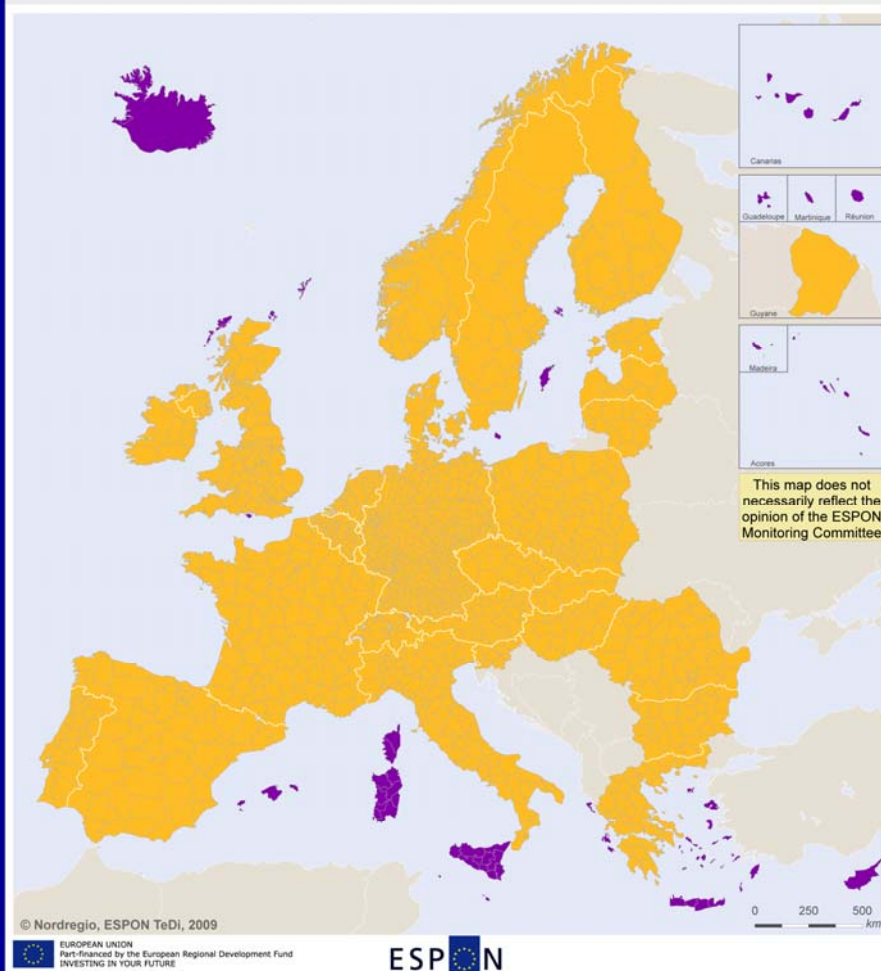 Canarias
Guadeloupe
Martinique
Réunion
Guyane
Madeira
Acores
This map does not
necessarily reflect the
opinion of the ESPON
Monitoring Committee
0 250 500
km
© Nordregio, ESPON TeDi, 2009
EUROPEAN UNION
Part-financed by the European Regional Development Fund
INVESTING IN YOUR FUTURE
ESPON